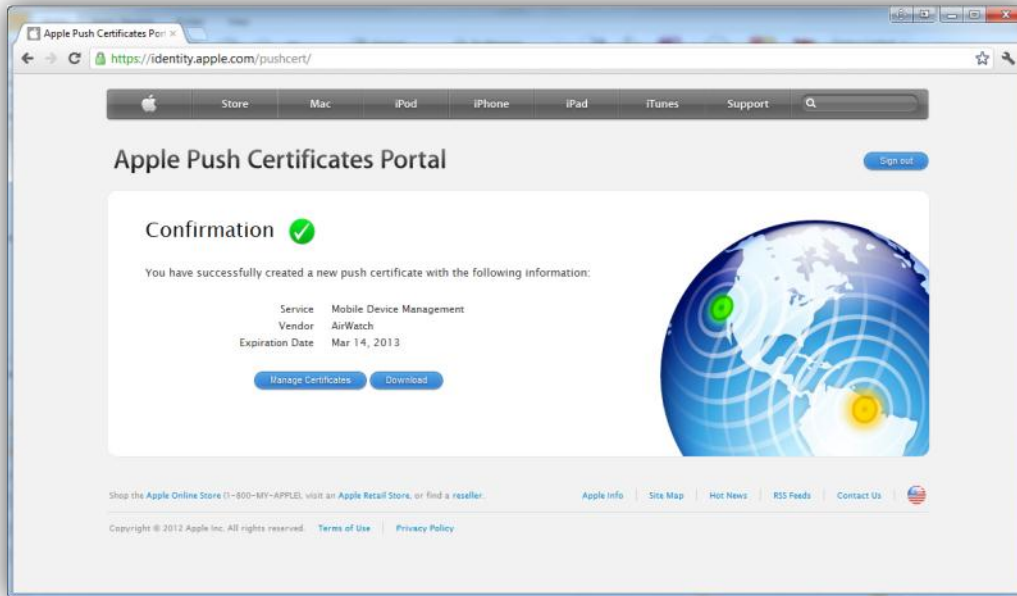 Apple Push Certificates Por
https://identity.apple.com/pushcert/
Store Mac iPod iPhone iPad iTunes Support
Apple Push Certificates Portal
Sign out
Confirmation
You have successfully created a new push certificate with the following information:
Service Mobile Device Management
Vendor AirWatch
Expiration Date Mar 14, 2013
Manage Certificates Download
Shop the Apple Online Store (1-800-MY-APPLE), visit an Apple Retail Store, or find a reseller. Apple Info Site Map Hot News RSS Feeds Contact Us
Copyright © 2012 Apple Inc. All rights reserved. Terms of Use Privacy Policy